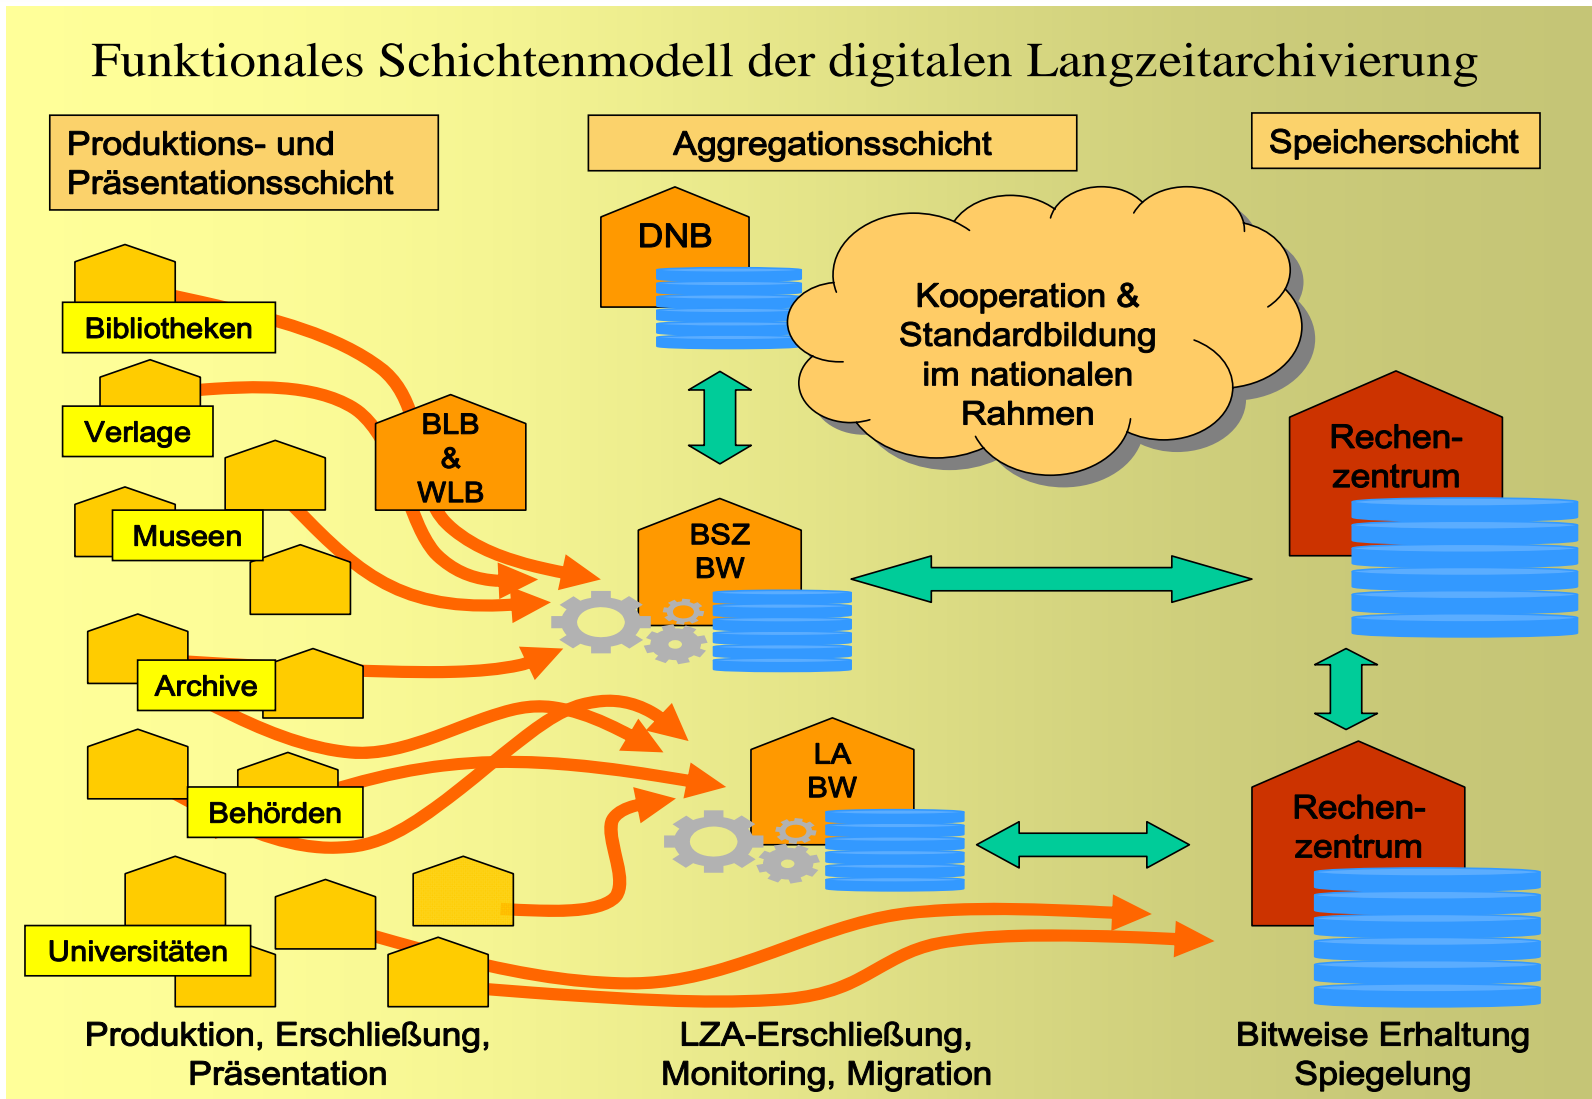 Funktionales Schichtenmodell der digitalen Langzeitarchivierung
Produktions- und
Präsentationsschicht
Aggregationsschicht
Speicherschicht
DNB
Kooperation &
Standardbildung
im nationalen
Rahmen
Bibliotheken
Verlage
BLB
&
WLB
Museen
BSZ
BW
Rechen-
zentrum
Archive
Behörden
LA
BW
Rechen-
zentrum
Universitäten
Produktion, Erschließung,
Präsentation
LZA-Erschließung,
Monitoring, Migration
Bitweise Erhaltung
Spiegelung